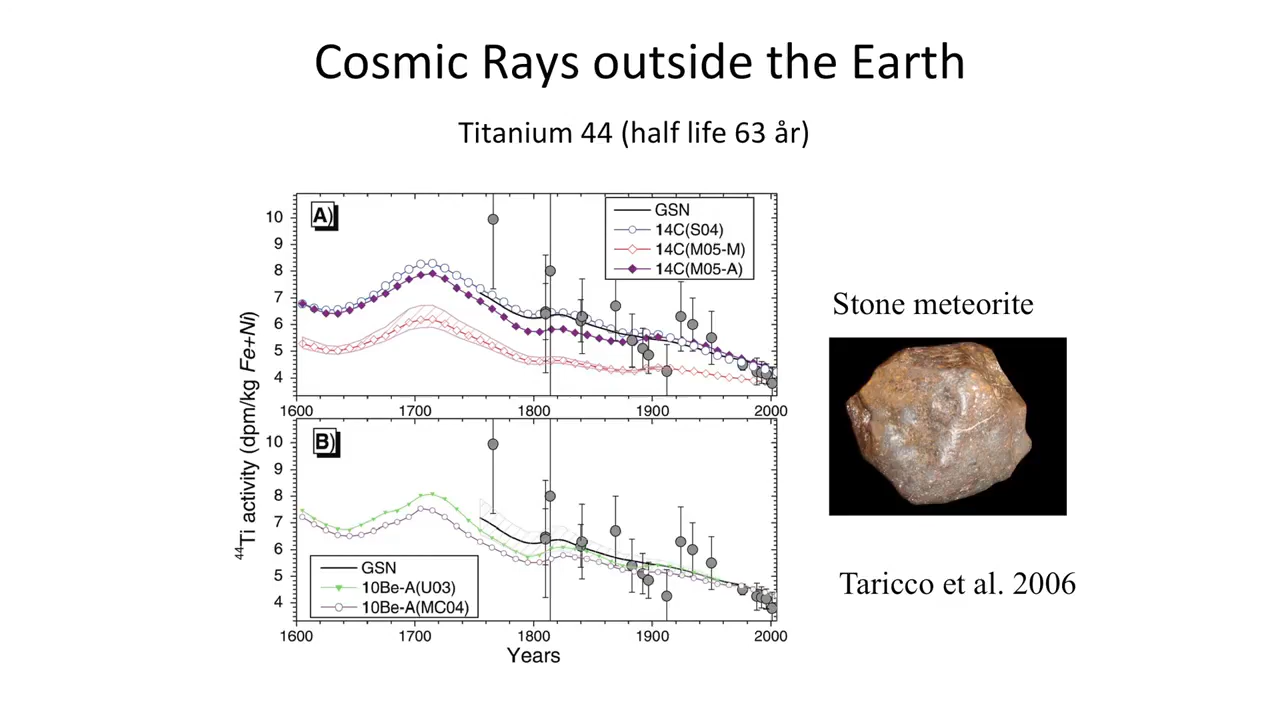 Cosmic Rays outside the Earth
Titanium 44 (half life 63 år)
A)
GSN
14C(S04)
14C(M05-M)
14C(M05-A)
10
9
8
7
6
5
4
1600 1700 1800 1900 2000
B)
GSN
10Be-A(U03)
10Be-A(MC04)
10
9
8
7
6
5
4
1600 1700 1800 1900 2000
44Ti activity (dpm/kg Fe+Ni)
Years
Stone meteorite
Taricco et al. 2006